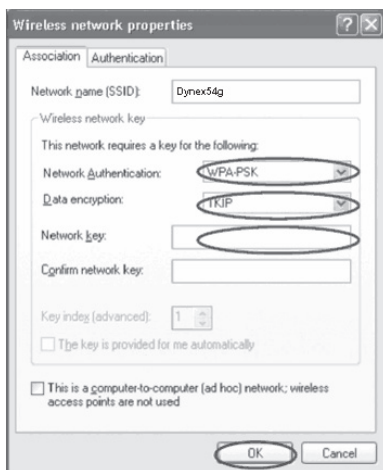 Wireless network properties
Association Authentication
Network name (SSID): Dynex54g
Wireless network key
This network requires a key for the following:
Network Authentication: WPA-PSK
Data encryption: TKIP
Network key:
Confirm network key:
Key index (advanced): 1
The key is provided for me automatically
This is a computer-to-computer (ad hoc) network; wireless
access points are not used
OK Cancel